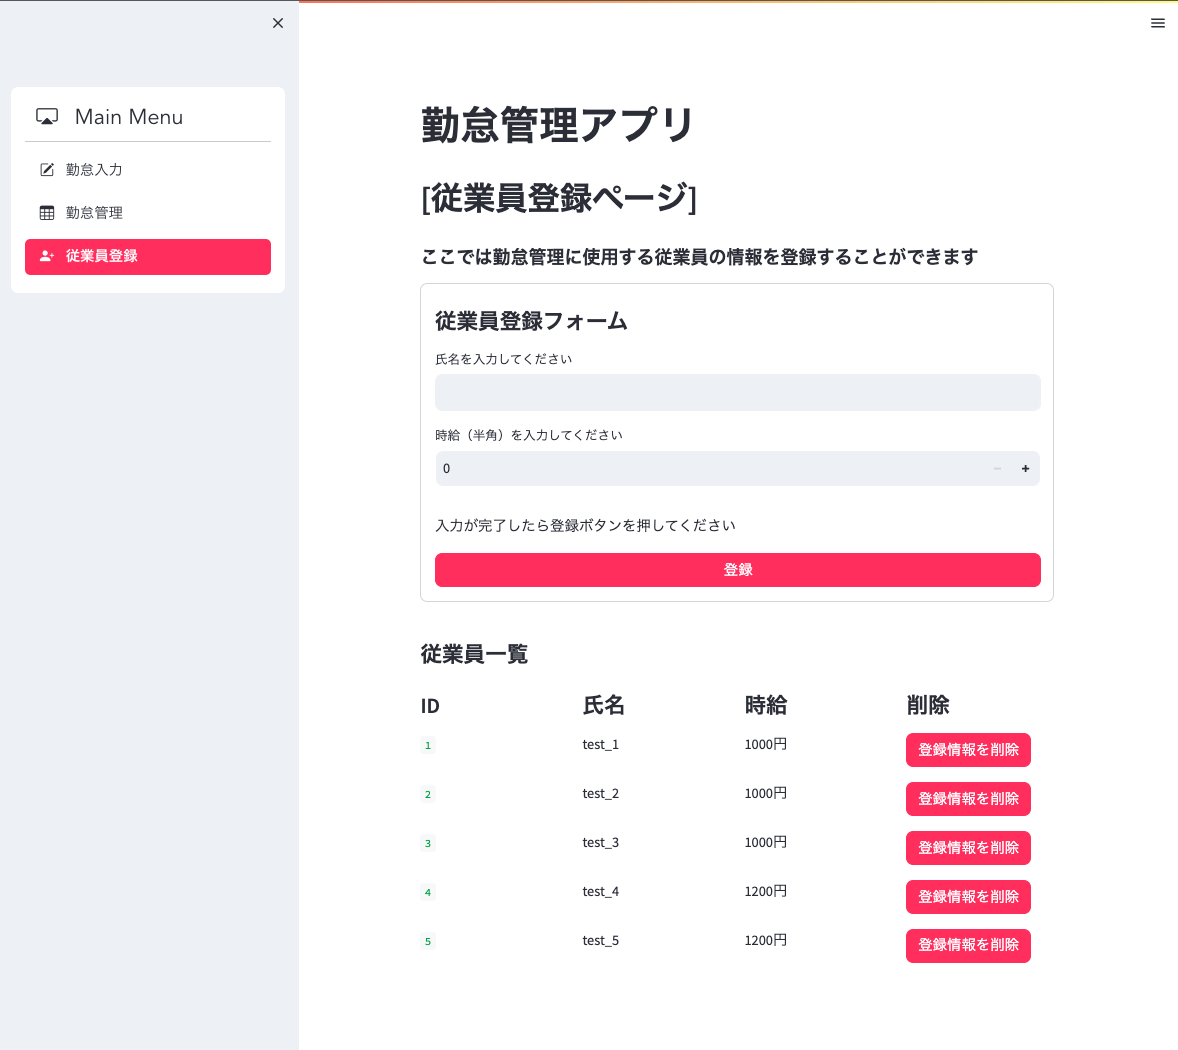 Main Menu
勤怠入力
勤怠管理
従業員登録
勤怠管理アプリ
[従業員登録ページ]
ここでは勤怠管理に使用する従業員の情報を登録することができます
従業員登録フォーム
氏名を入力してください
時給（半角）を入力してください
0
入力が完了したら登録ボタンを押してください
登録
従業員一覧
ID 氏名 時給 削除
1 test_1 1000円 登録情報を削除
2 test_2 1000円 登録情報を削除
3 test_3 1000円 登録情報を削除
4 test_4 1200円 登録情報を削除
5 test_5 1200円 登録情報を削除